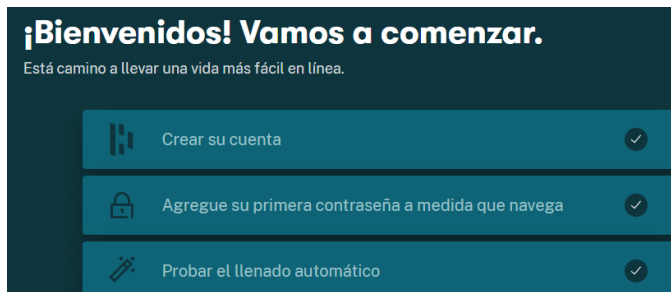 ¡Bienvenidos! Vamos a comenzar.
Está camino a llevar una vida más fácil en línea.
Crear su cuenta
Agregue su primera contraseña a medida que navega
Probar el llenado automático